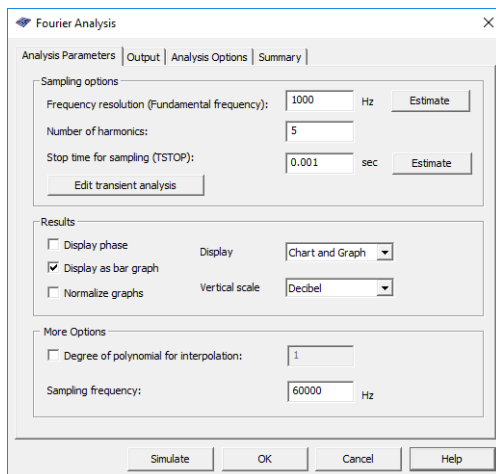 Fourier Analysis
Analysis Parameters Output Analysis Options Summary
Sampling options
Frequency resolution (Fundamental frequency): 1000 Hz Estimate
Number of harmonics: 5
Stop time for sampling (TSTOP): 0.001 sec Estimate
Edit transient analysis
Results
Display phase
Display Chart and Graph
Display as bar graph
Normalize graphs
Vertical scale Decibel
More Options
Degree of polynomial for interpolation: 1
Sampling frequency: 60000 Hz
Simulate OK Cancel Help